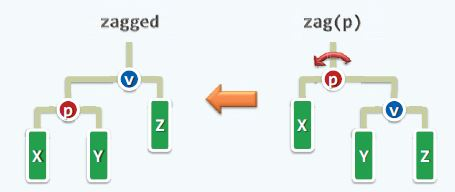 zagged zag(p)
v p
p Z X v
X Y Y Z